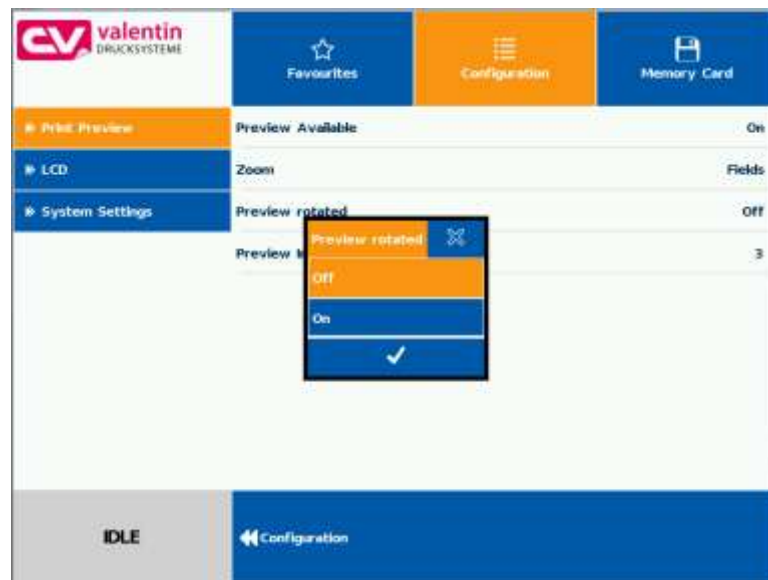 CV valentin
DRUCKSYSTEME
Favourites
Configuration
Memory Card
Print Preview
Preview Available On
LCD
Zoom Fields
System Settings
Preview rotated Off
Preview 3
Preview rotated
Off
On
IDLE
Configuration